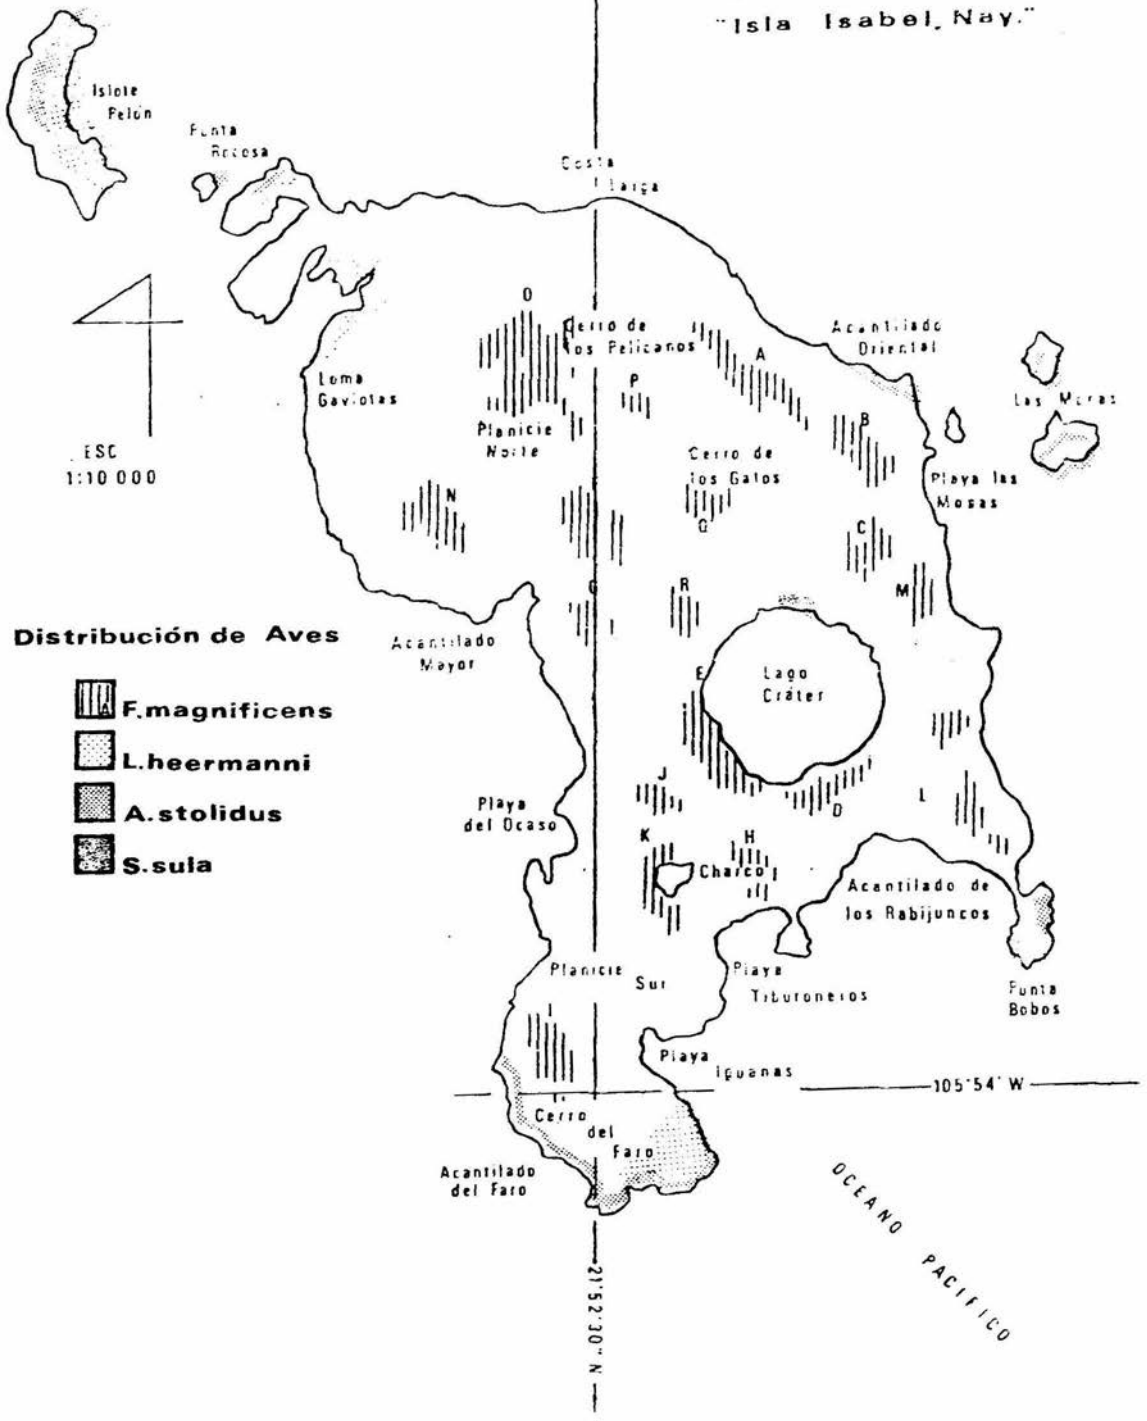 "Isla Isabel, Nay."
Islote
Pelón
Punta
Rocosa
Costa
Larga
O
Cerro de
los Pelicanos
A
Acantilado
Oriental
P
Loma
Gaviotas
Planicie
Norte
B
Las Monas
ESC
1:10 000
Cerro de
los Gatos
Playa las
Mosas
N
Q
C
G
R
M
Distribución de Aves
Acantilado
Mayor
E
Lago
Cráter
A
F.magnificens
L.heermanni
A.stolidus
S.sula
J
D
L
Playa
del Ocaso
K
H
Charco
Acantilado de
los Rabijuncos
Planicie
Sur
Playa
Tiburoneros
Punta
Bobos
I
Playa
iguanas
105°54' W
Cerro
del
Faro
Acantilado
del Faro
OCEANO PACIFICO
21°52'30" N